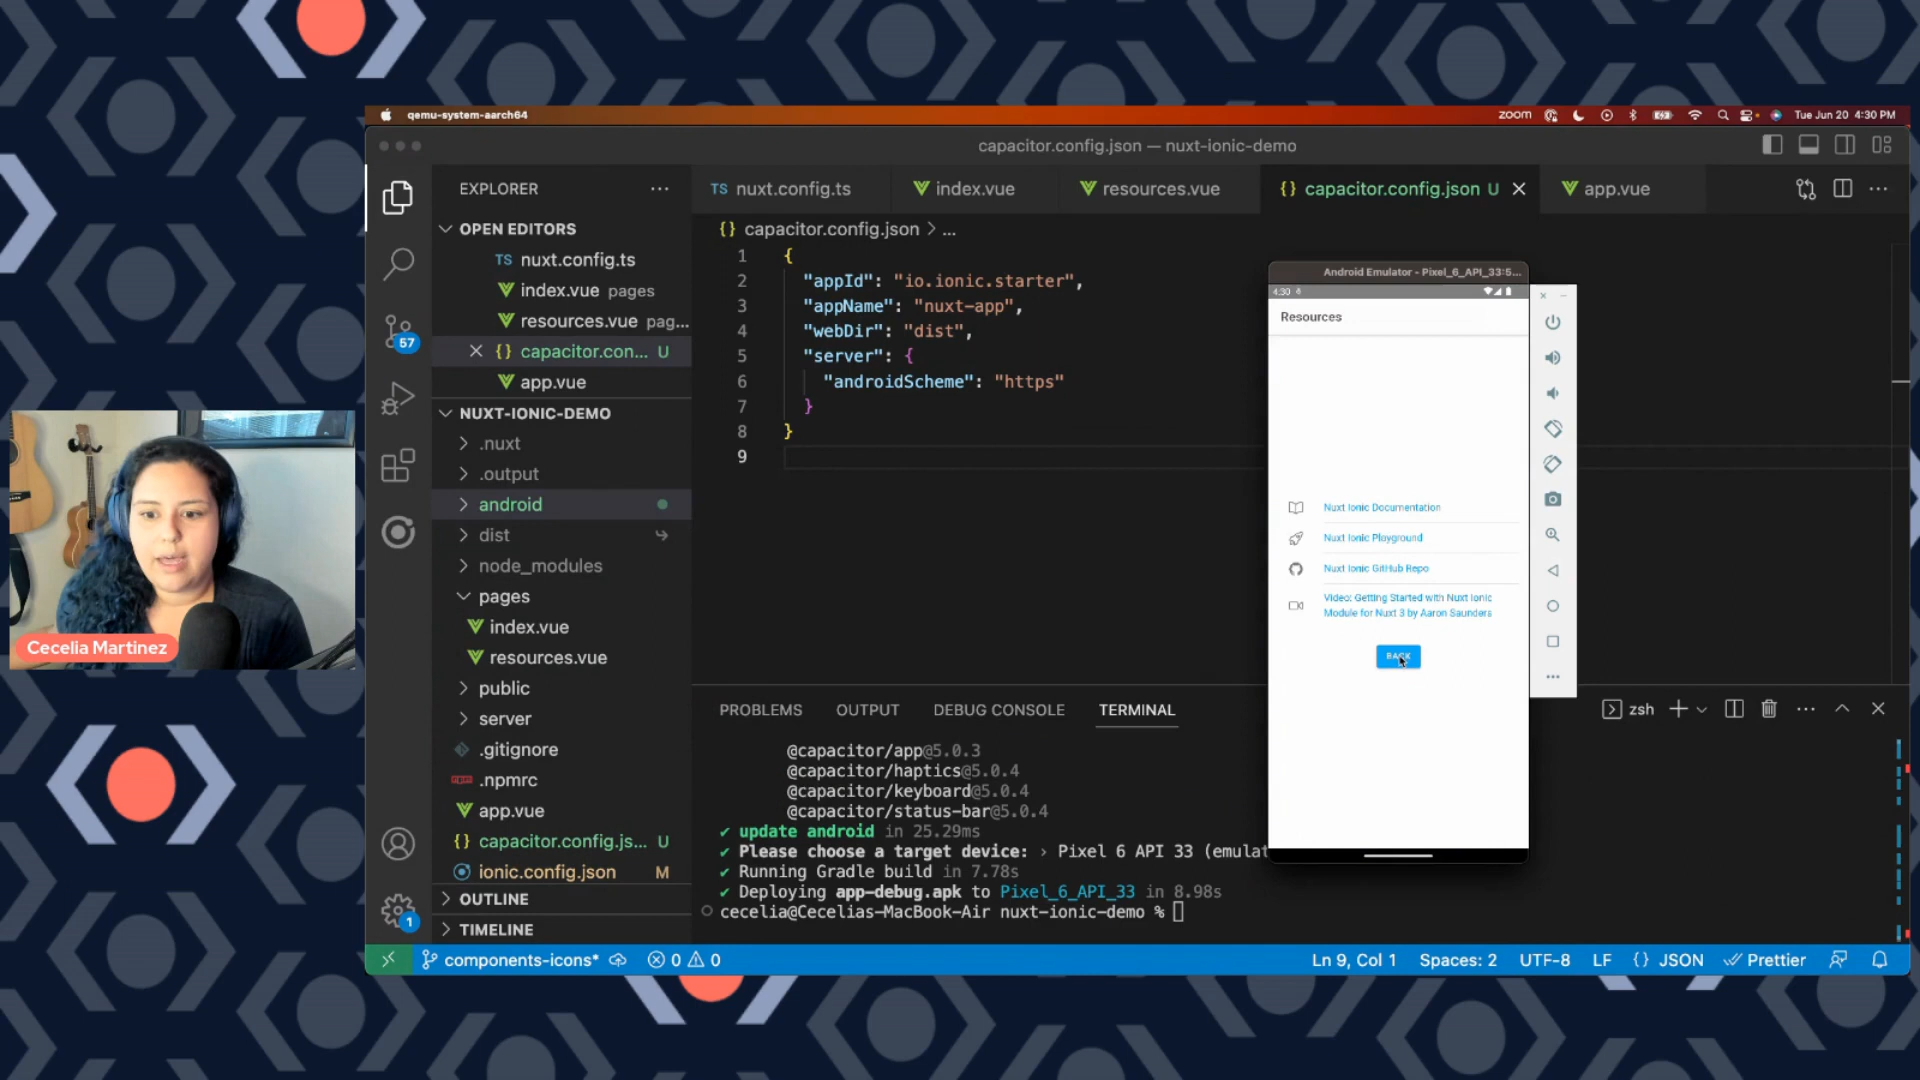 qemu-system-aarch64
zoom
Tue Jun 20 4:30 PM
capacitor.config.json — nuxt-ionic-demo
EXPLORER
TS nuxt.config.ts
index.vue
resources.vue
{} capacitor.config.json U
app.vue
OPEN EDITORS
TS nuxt.config.ts
index.vue pages
resources.vue pag...
{} capacitor.con... U
app.vue
NUXT-IONIC-DEMO
.nuxt
.output
android
dist
node_modules
pages
index.vue
resources.vue
public
server
.gitignore
.npmrc
app.vue
{} capacitor.config.js... U
ionic.config.json M
OUTLINE
TIMELINE
57
1
{} capacitor.config.json > ...
1 {
2 "appId": "io.ionic.starter",
3 "appName": "nuxt-app",
4 "webDir": "dist",
5 "server": {
6 "androidScheme": "https"
7 }
8 }
9
Android Emulator - Pixel_6_API_33:5...
4:30
Resources
Nuxt Ionic Documentation
Nuxt Ionic Playground
Nuxt Ionic GitHub Repo
Video: Getting Started with Nuxt Ionic
Module for Nuxt 3 by Aaron Saunders
BACK
PROBLEMS OUTPUT DEBUG CONSOLE TERMINAL
zsh
@capacitor/app@5.0.3
@capacitor/haptics@5.0.4
@capacitor/keyboard@5.0.4
@capacitor/status-bar@5.0.4
✔ update android in 25.29ms
✔ Please choose a target device: › Pixel 6 API 33 (emulat
✔ Running Gradle build in 7.78s
✔ Deploying app-debug.apk to Pixel_6_API_33 in 8.98s
cecelia@Cecelias-MacBook-Air nuxt-ionic-demo %
components-icons* 0 0
Ln 9, Col 1 Spaces: 2 UTF-8 LF {} JSON Prettier
Cecelia Martinez